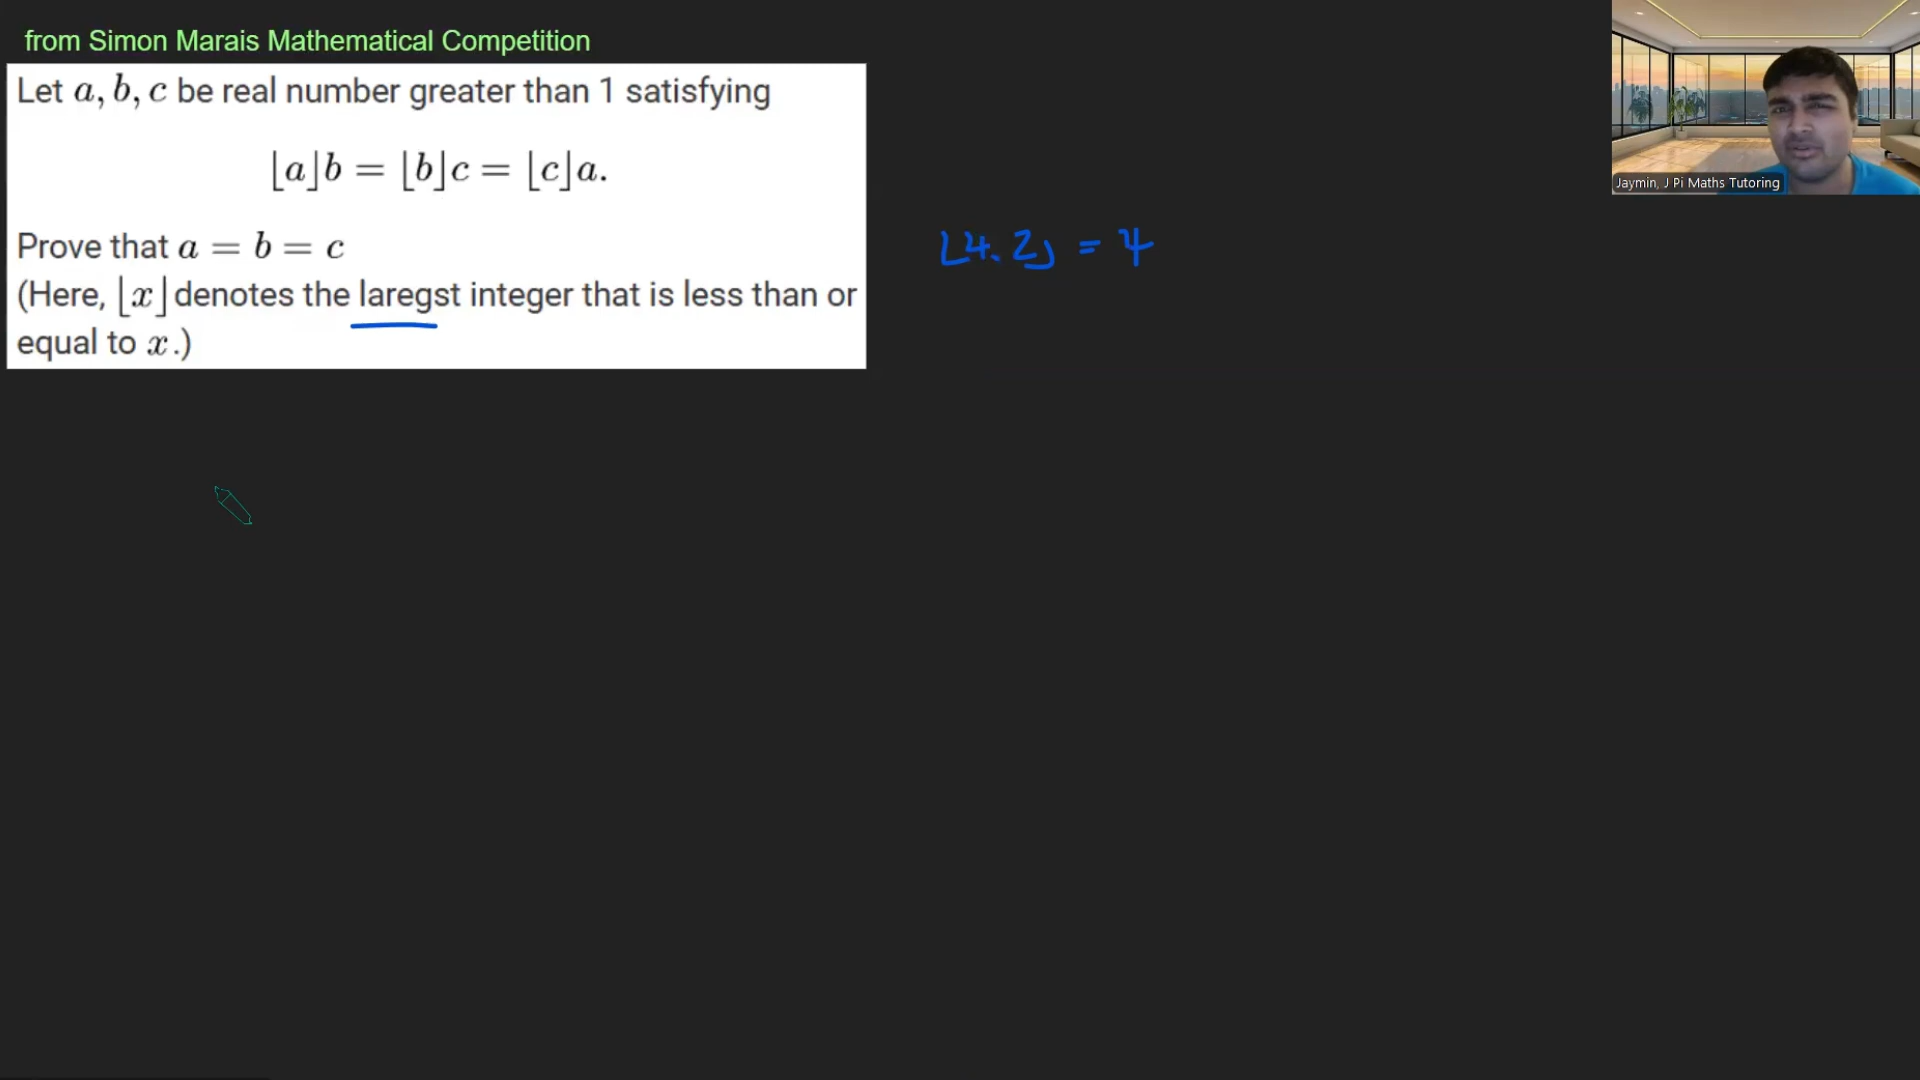 from Simon Marais Mathematical Competition
Let a, b, c be real number greater than 1 satisfying
⌊a⌋b = ⌊b⌋c = ⌊c⌋a.
Prove that a = b = c
(Here, ⌊x⌋ denotes the laregst integer that is less than or
equal to x.)
⌊4.2⌋ = 4
Jaymin, J Pi Maths Tutoring